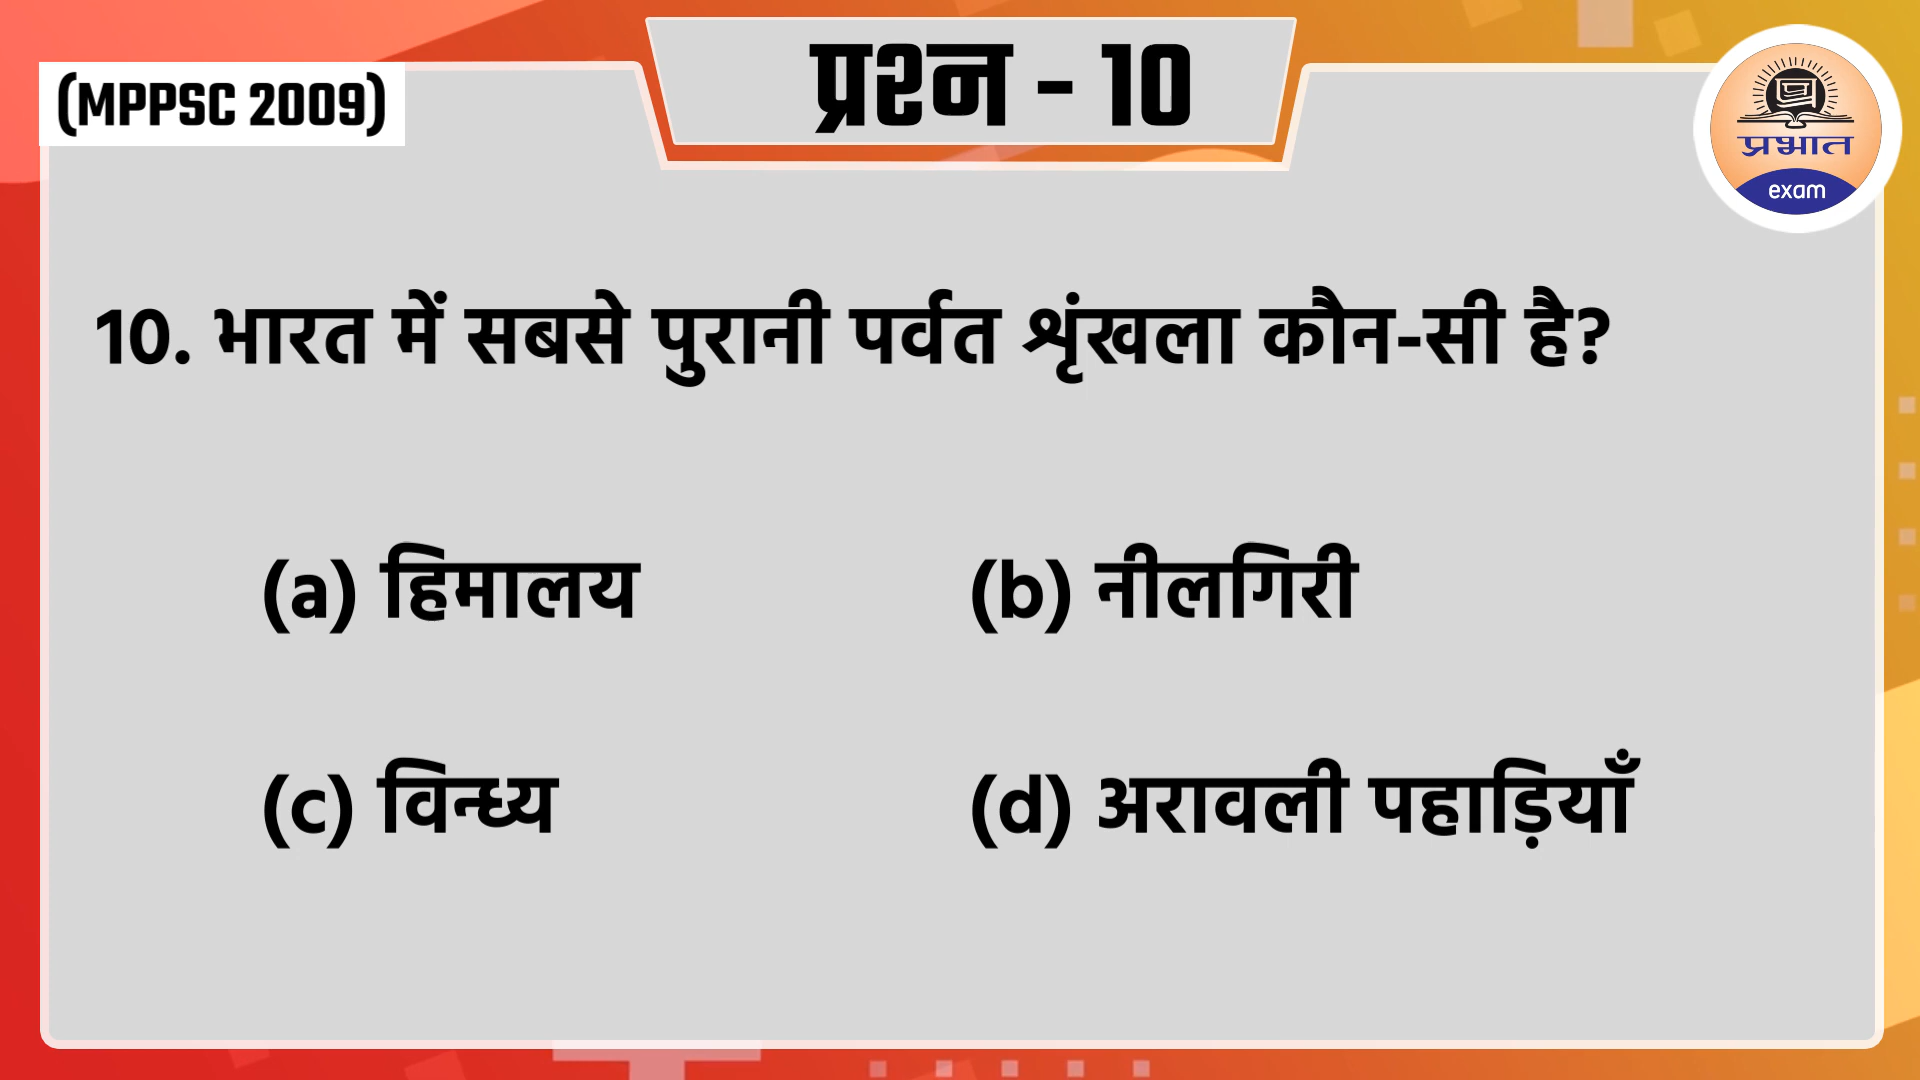 (MPPSC 2009)
प्रश्न - 10
प्रभात
exam
10. भारत में सबसे पुरानी पर्वत श्रृंखला कौन-सी है?
(a) हिमालय (b) नीलगिरी
(c) विन्ध्य (d) अरावली पहाड़ियाँ